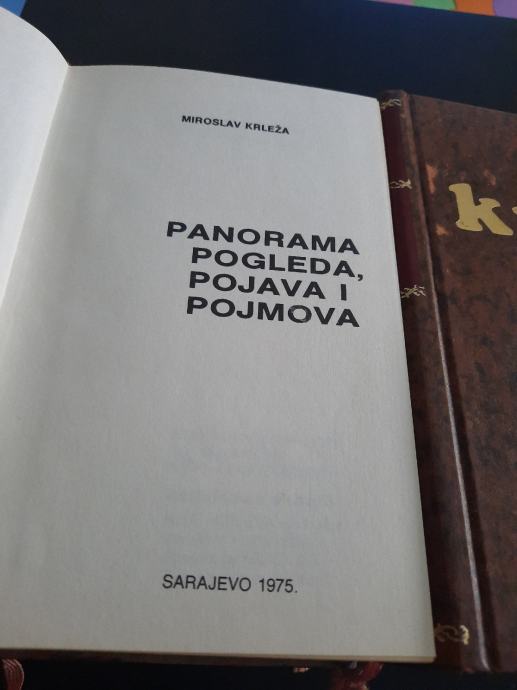 MIROSLAV KRLEŽA
PANORAMA
POGLEDA,
POJAVA I
POJMOVA
SARAJEVO 1975.